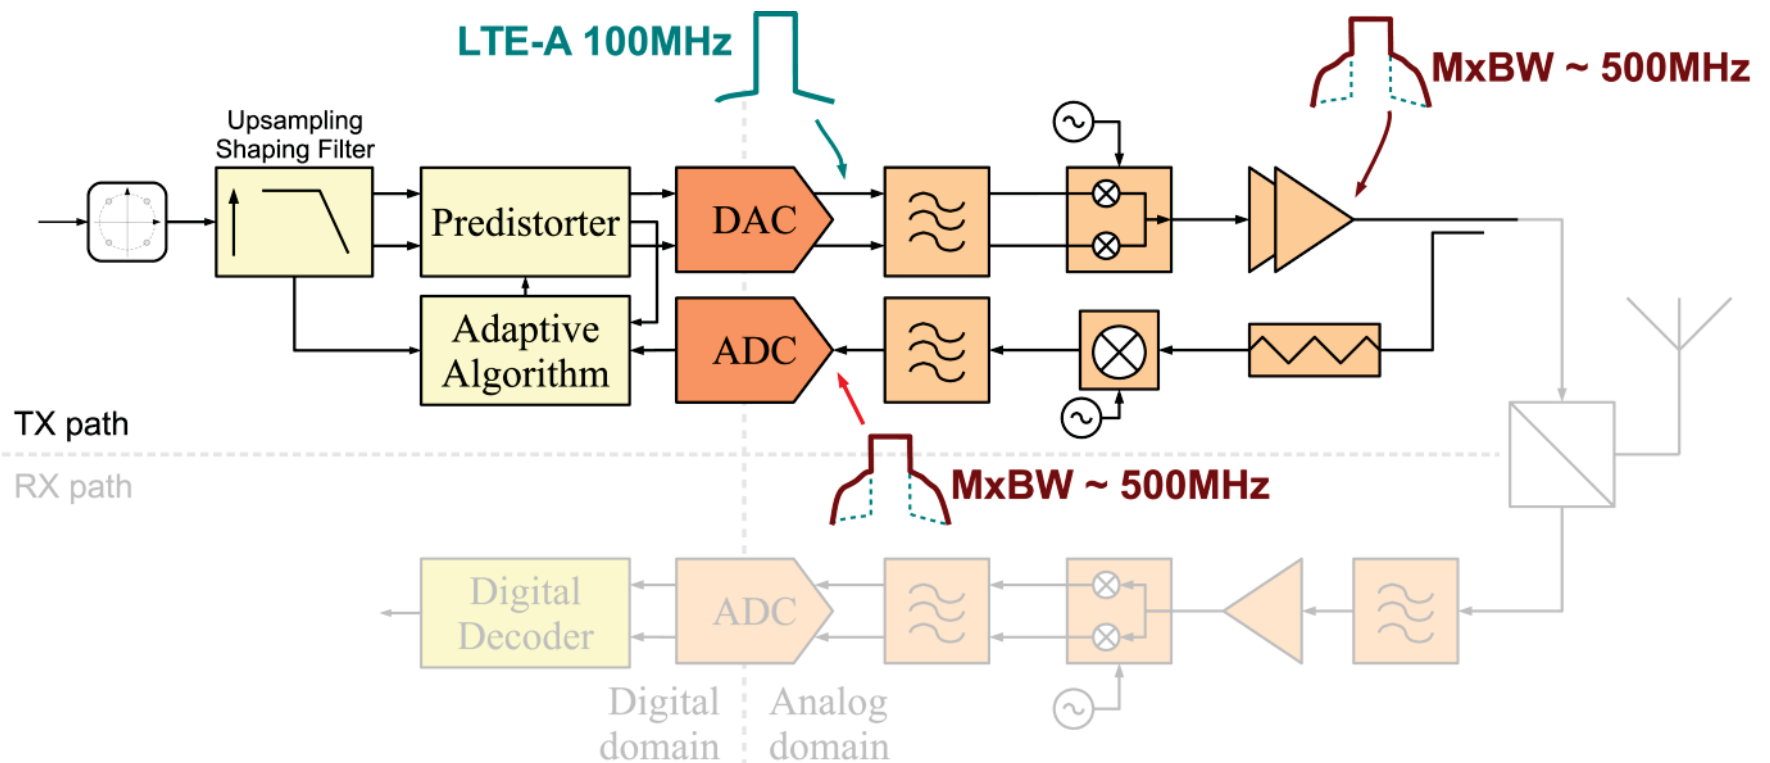 LTE-A 100MHz
MxBW ~ 500MHz
Upsampling
Shaping Filter
Predistorter
DAC
Adaptive
Algorithm
ADC
TX path
RX path
MxBW ~ 500MHz
Digital
Decoder
ADC
Digital
domain
Analog
domain